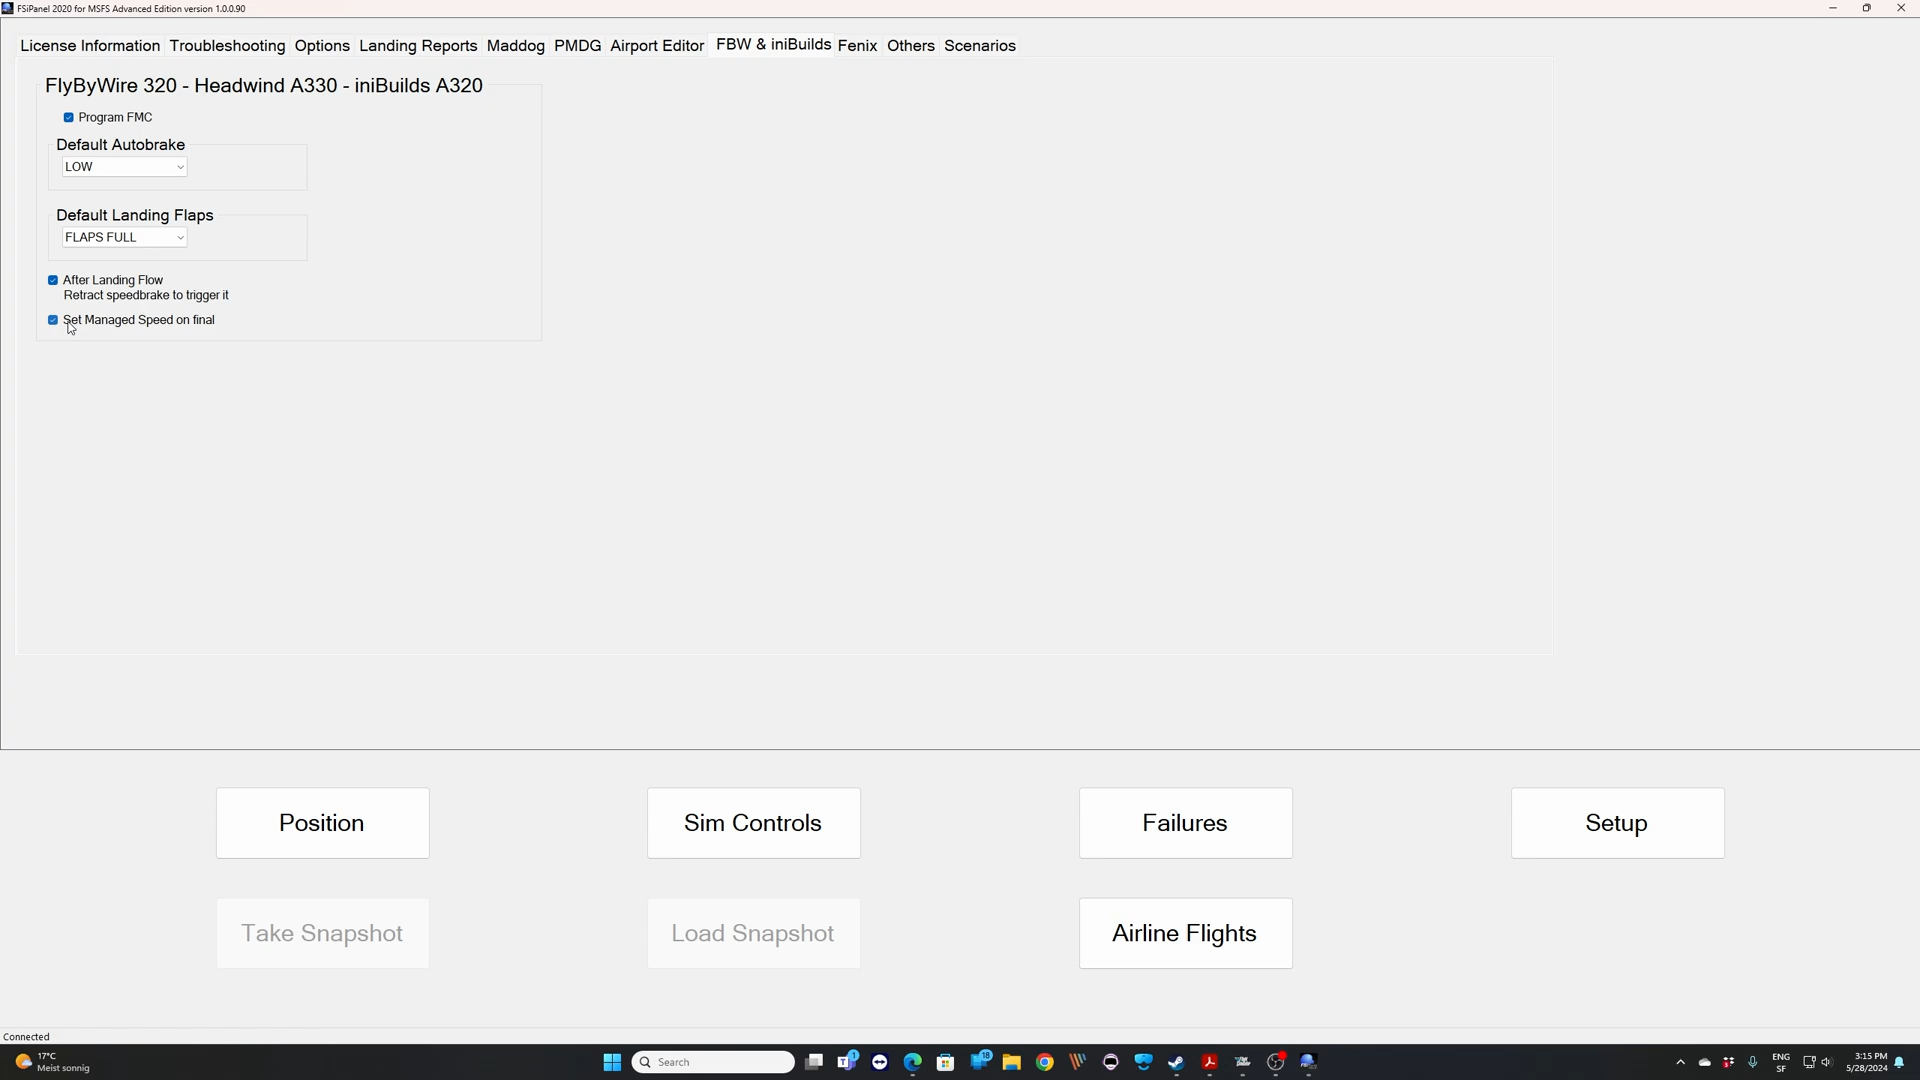 FSiPanel 2020 for MSFS Advanced Edition version 1.0.0.90
License Information Troubleshooting Options Landing Reports Maddog PMDG Airport Editor FBW & iniBuilds Fenix Others Scenarios
FlyByWire 320 - Headwind A330 - iniBuilds A320
Program FMC
Default Autobrake
LOW
Default Landing Flaps
FLAPS FULL
After Landing Flow
Retract speedbrake to trigger it
Set Managed Speed on final
Position Sim Controls Failures Setup
Take Snapshot Load Snapshot Airline Flights
Connected
17°C
Meist sonnig
Search
1
18
ENG
SF
3:15 PM
5/28/2024